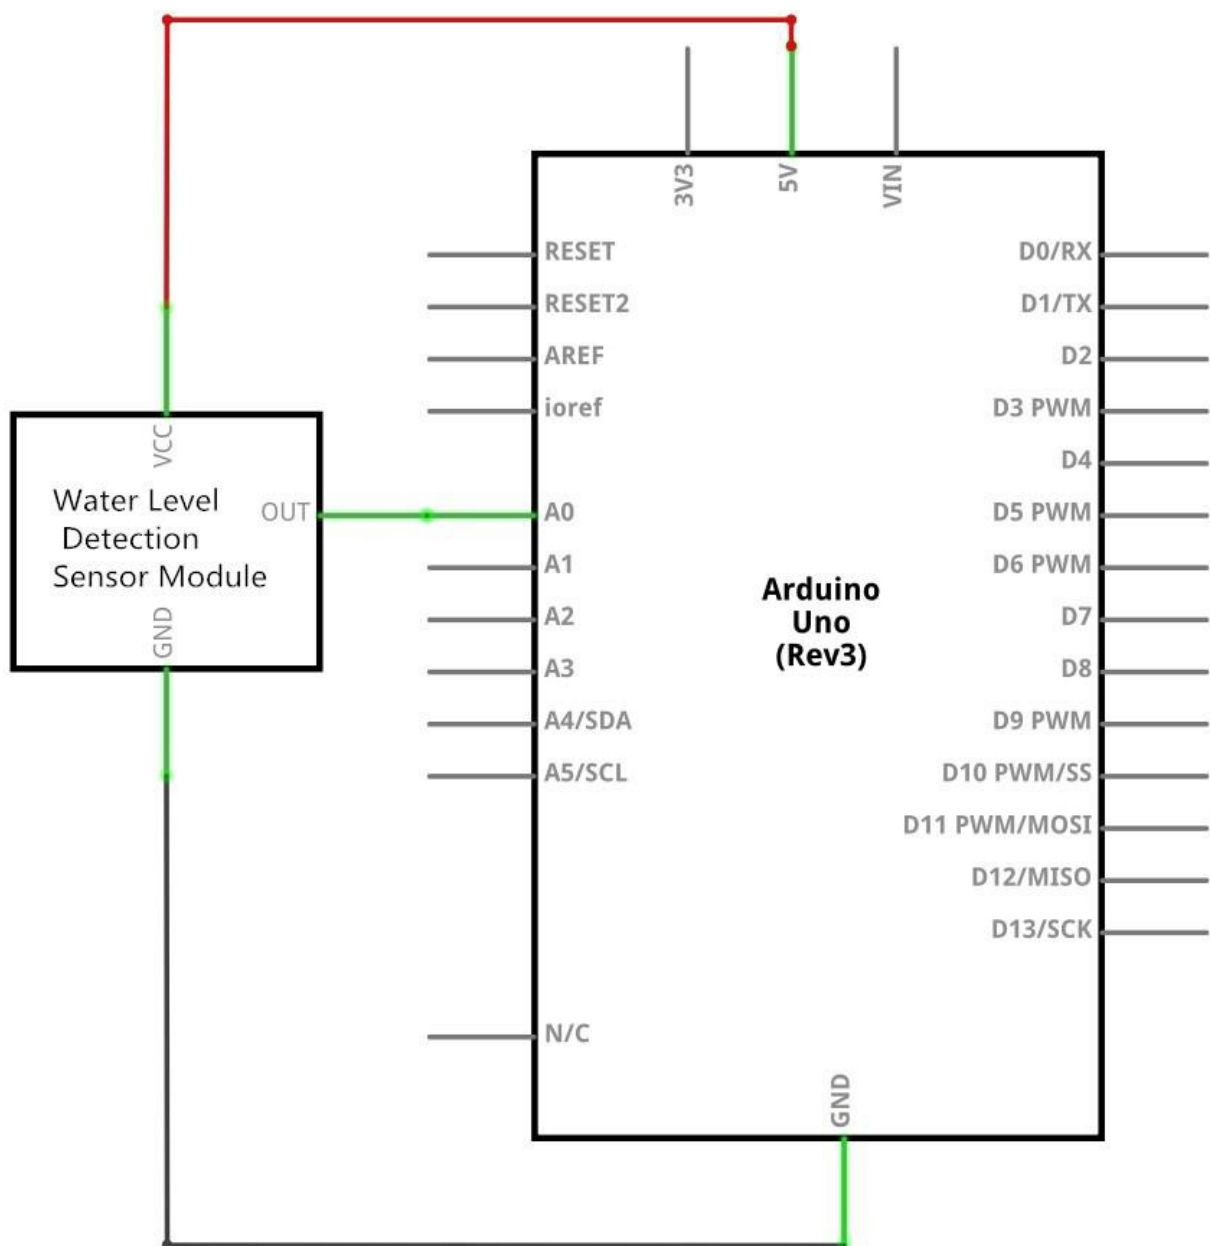 3V3
5V
VIN
RESET
RESET2
AREF
ioref
A0
A1
A2
A3
A4/SDA
A5/SCL
N/C
D0/RX
D1/TX
D2
D3 PWM
D4
D5 PWM
D6 PWM
D7
D8
D9 PWM
D10 PWM/SS
D11 PWM/MOSI
D12/MISO
D13/SCK
GND
Arduino
Uno
(Rev3)
VCC
Water Level
Detection
Sensor Module
OUT
GND